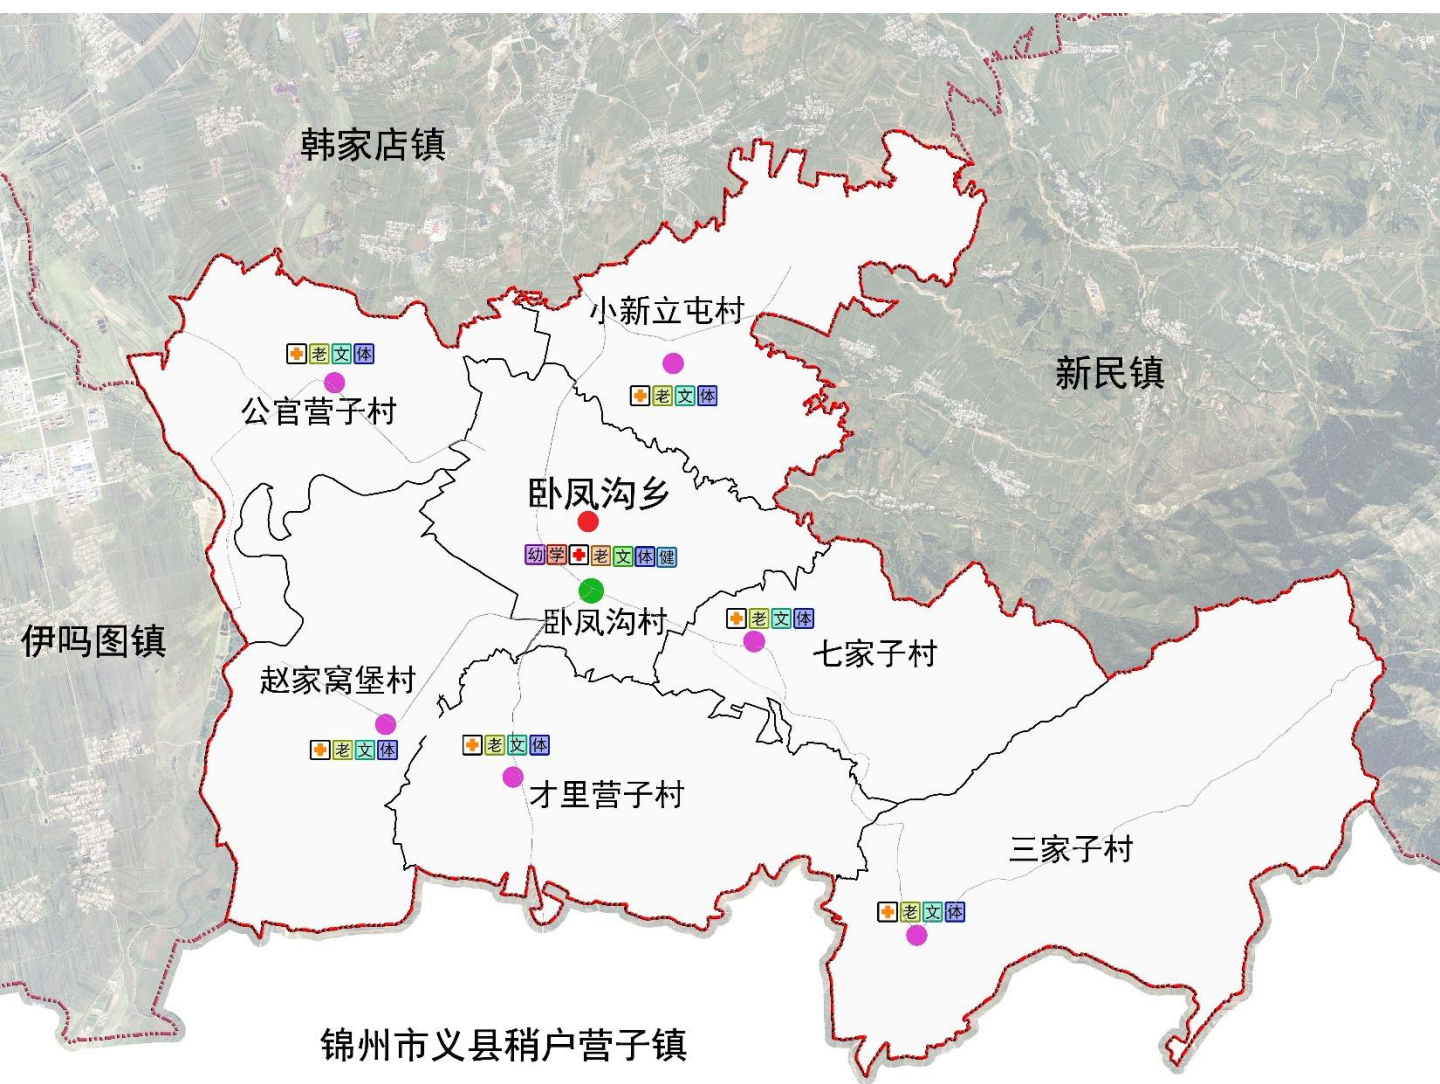 韩家店镇
小新立屯村
老文体
新民镇
老文体
公官营子村
卧凤沟乡
幼学老文体健
卧凤沟村
老文体
七家子村
伊吗图镇
赵家窝堡村
老文体
老文体
才里营子村
三家子村
老文体
锦州市义县稍户营子镇